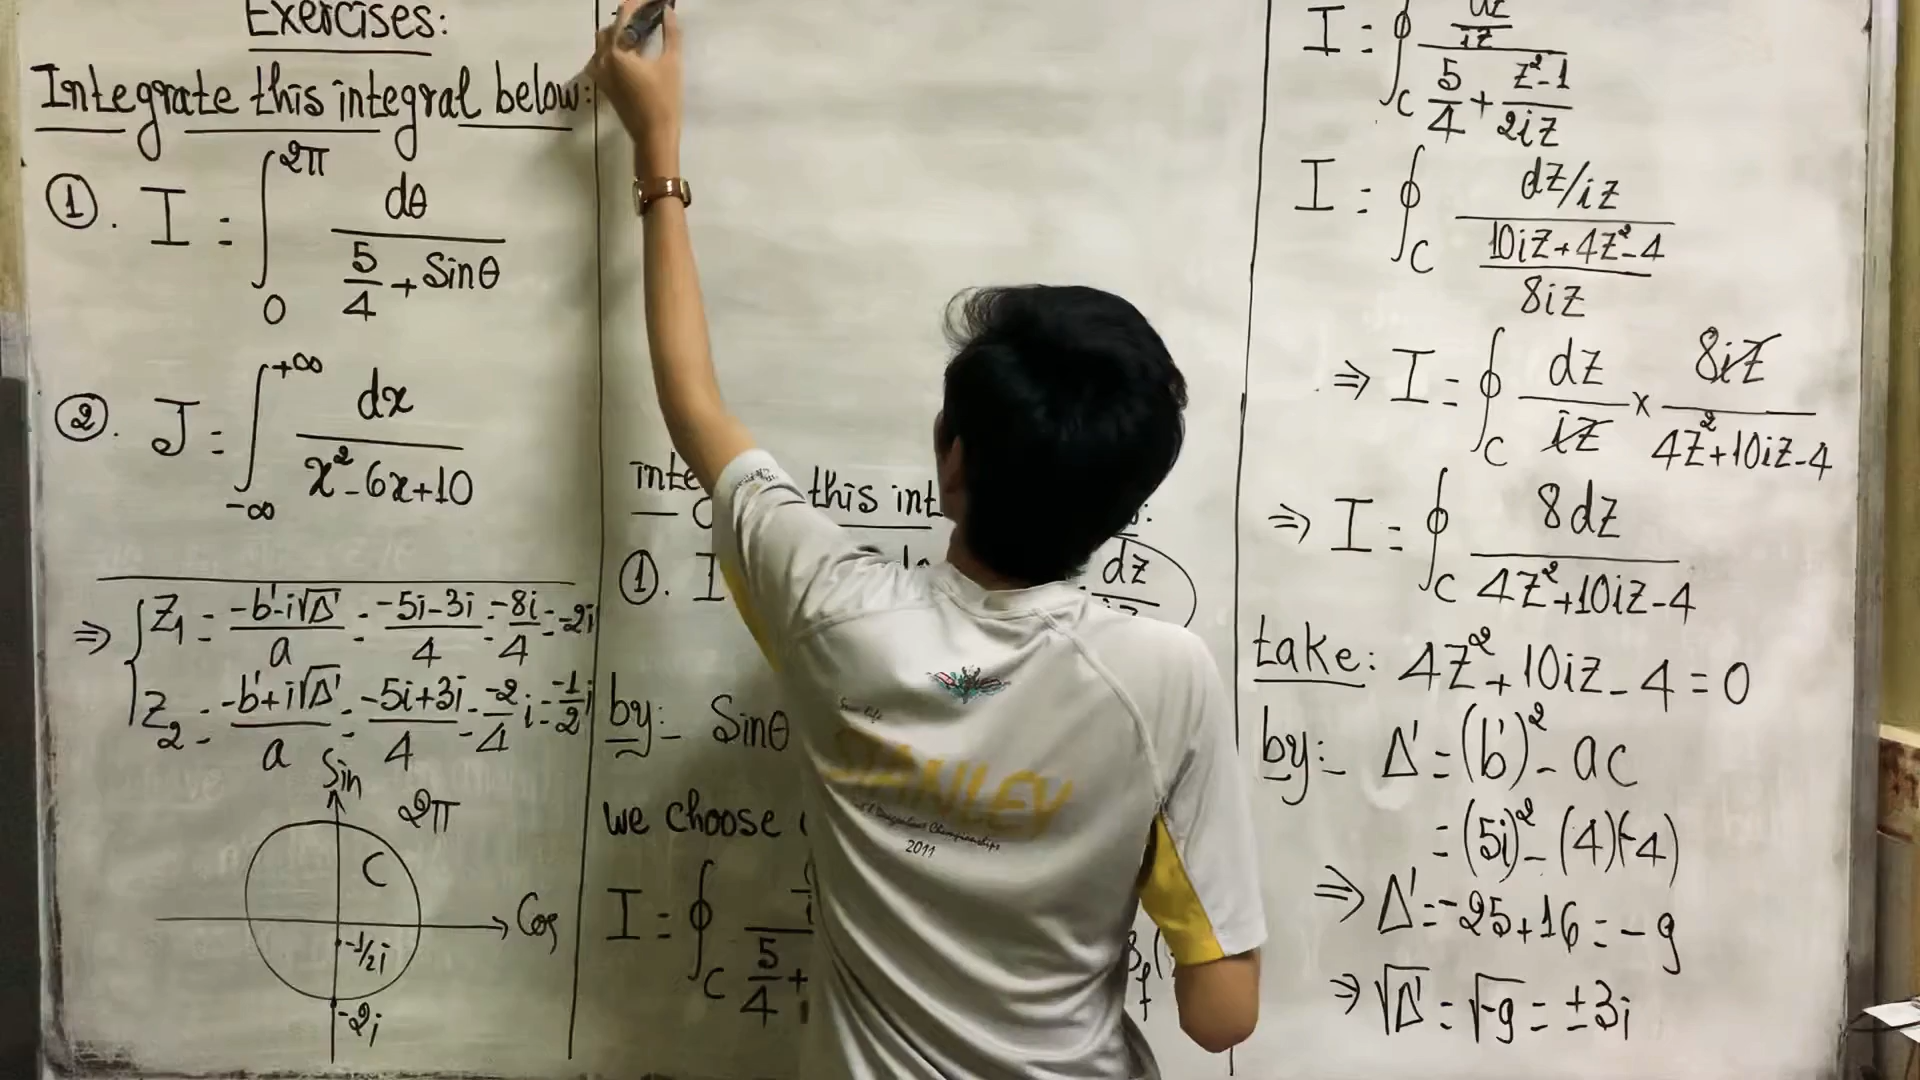 Exercises:
Integrate this integral below:
①. I = ∫₀^{2π} dθ / (5/4 + Sinθ)
②. J = ∫_{-∞}^{+∞} dx / (x² - 6x + 10)
⇒ { Z₁ = (-b' - i√Δ')/a = (-5i - 3i)/4 = -8i/4 = -2i
Z₂ = (-b' + i√Δ')/a = (-5i + 3i)/4 = -2/4 i = -1/2 i
Sin
2π
C
Cos
-1/2i
-2i
this int
①. I
dz
by:- Sinθ
we choose
I = ∮_C
5/4 +
STANLEY
2011
I = ∮_C (dz/iz) / (5/4 + (z² - 1)/2iz)
I = ∮_C (dz/iz) / ((10iz + 4z² - 4)/8iz)
⇒ I = ∮_C dz/iz × 8iz/(4z² + 10iz - 4)
⇒ I = ∮_C 8dz / (4z² + 10iz - 4)
take: 4z² + 10iz - 4 = 0
by:- Δ' = (b')² - ac
= (5i)² - (4)(-4)
⇒ Δ' = -25 + 16 = -9
⇒ √Δ' = √-9 = ±3i